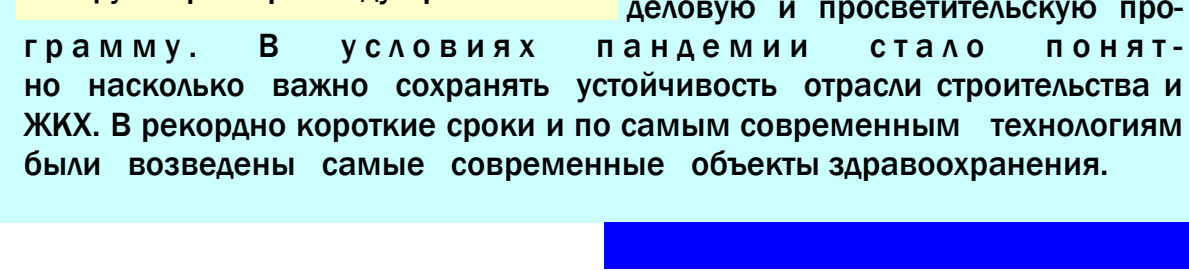 деловую и просветительскую про-
грамму. В условиях пандемии стало понят-
но насколько важно сохранять устойчивость отрасли строительства и
ЖКХ. В рекордно короткие сроки и по самым современным технологиям
были возведены самые современные объекты здравоохранения.